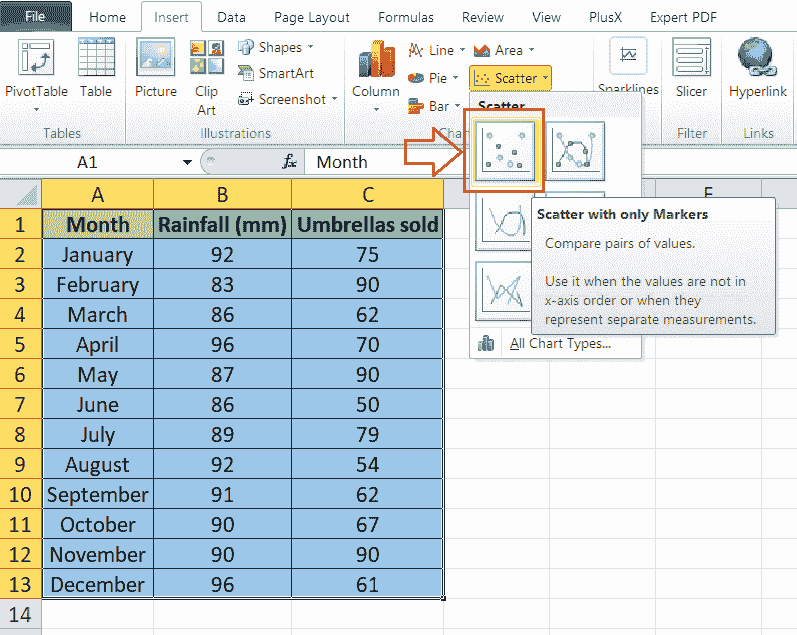 File Home Insert Data Page Layout Formulas Review View PlusX Expert PDF
PivotTable Table Picture Clip Art Shapes SmartArt Screenshot Column Line Pie Bar Area Scatter Sparklines Slicer Hyperlink
Tables Illustrations Filter Links
Scatter
A1 fx Month
A B C
1 Month Rainfall (mm) Umbrellas sold
2 January 92 75
3 February 83 90
4 March 86 62
5 April 96 70
6 May 87 90
7 June 86 50
8 July 89 79
9 August 92 54
10 September 91 62
11 October 90 67
12 November 90 90
13 December 96 61
14
Scatter with only Markers
Compare pairs of values.
Use it when the values are not in
x-axis order or when they
represent separate measurements.
All Chart Types...